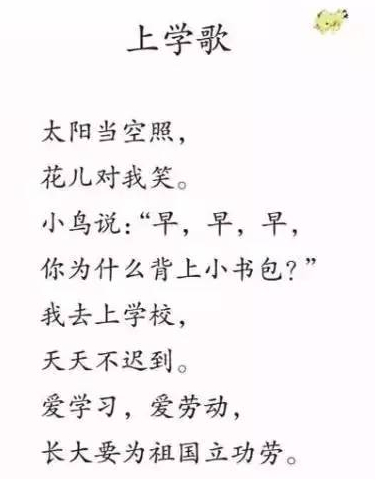 上学歌
太阳当空照，
花儿对我笑。
小鸟说：“早，早，早，
你为什么背上小书包？”
我去上学校，
天天不迟到。
爱学习，爱劳动，
长大要为祖国立功劳。